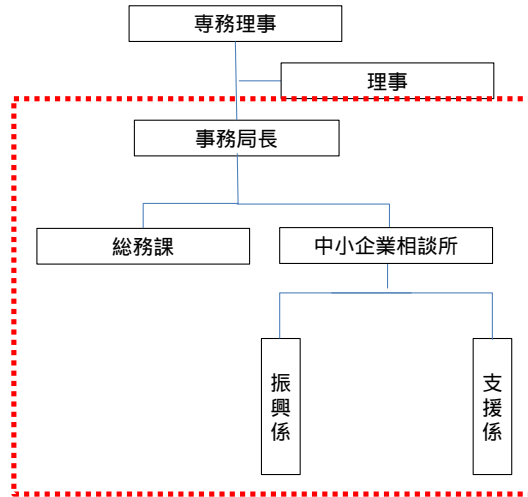 専務理事
理事
事務局長
総務課
中小企業相談所
振興係
支援係